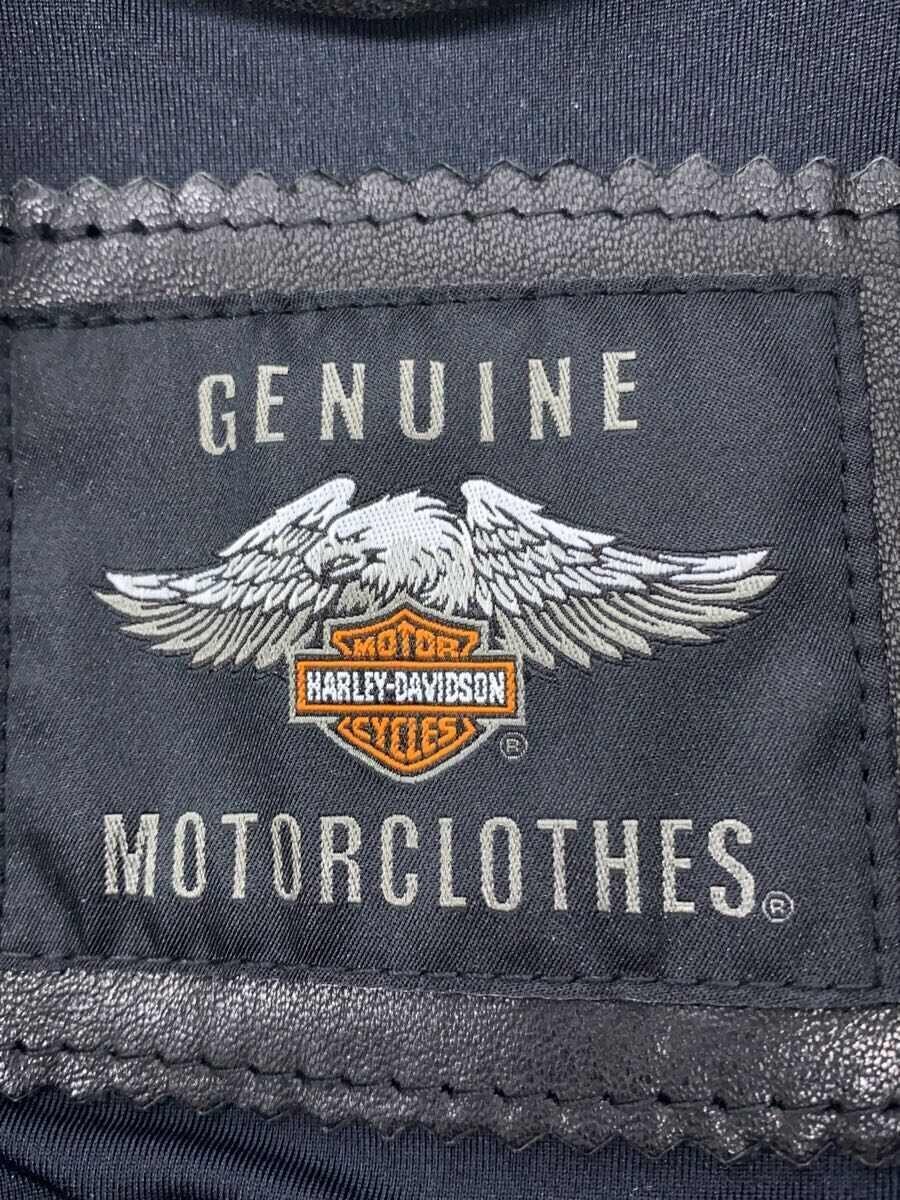 GENUINE
MOTOR
HARLEY-DAVIDSON
CYCLES ®
MOTORCLOTHES®